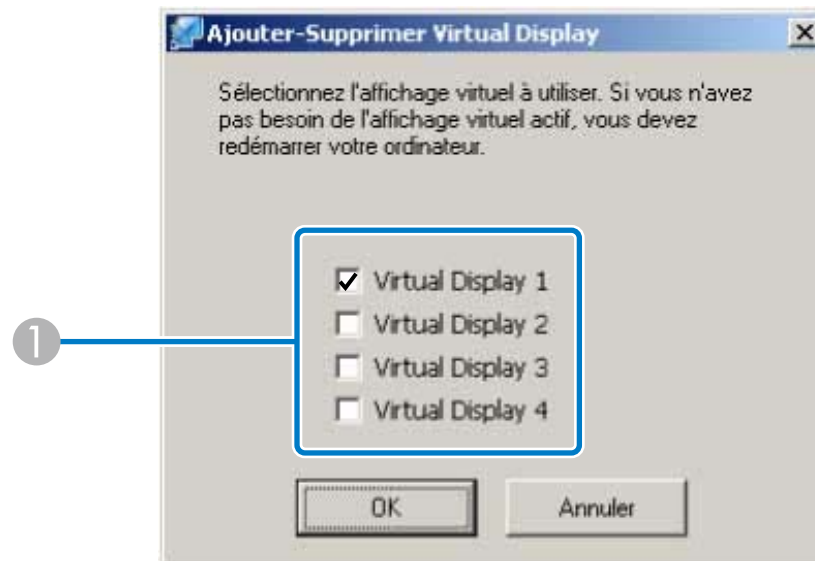 Ajouter-Supprimer Virtual Display
Sélectionnez l'affichage virtuel à utiliser. Si vous n'avez
pas besoin de l'affichage virtuel actif, vous devez
redémarrer votre ordinateur.
Virtual Display 1
Virtual Display 2
1
Virtual Display 3
Virtual Display 4
OK
Annuler